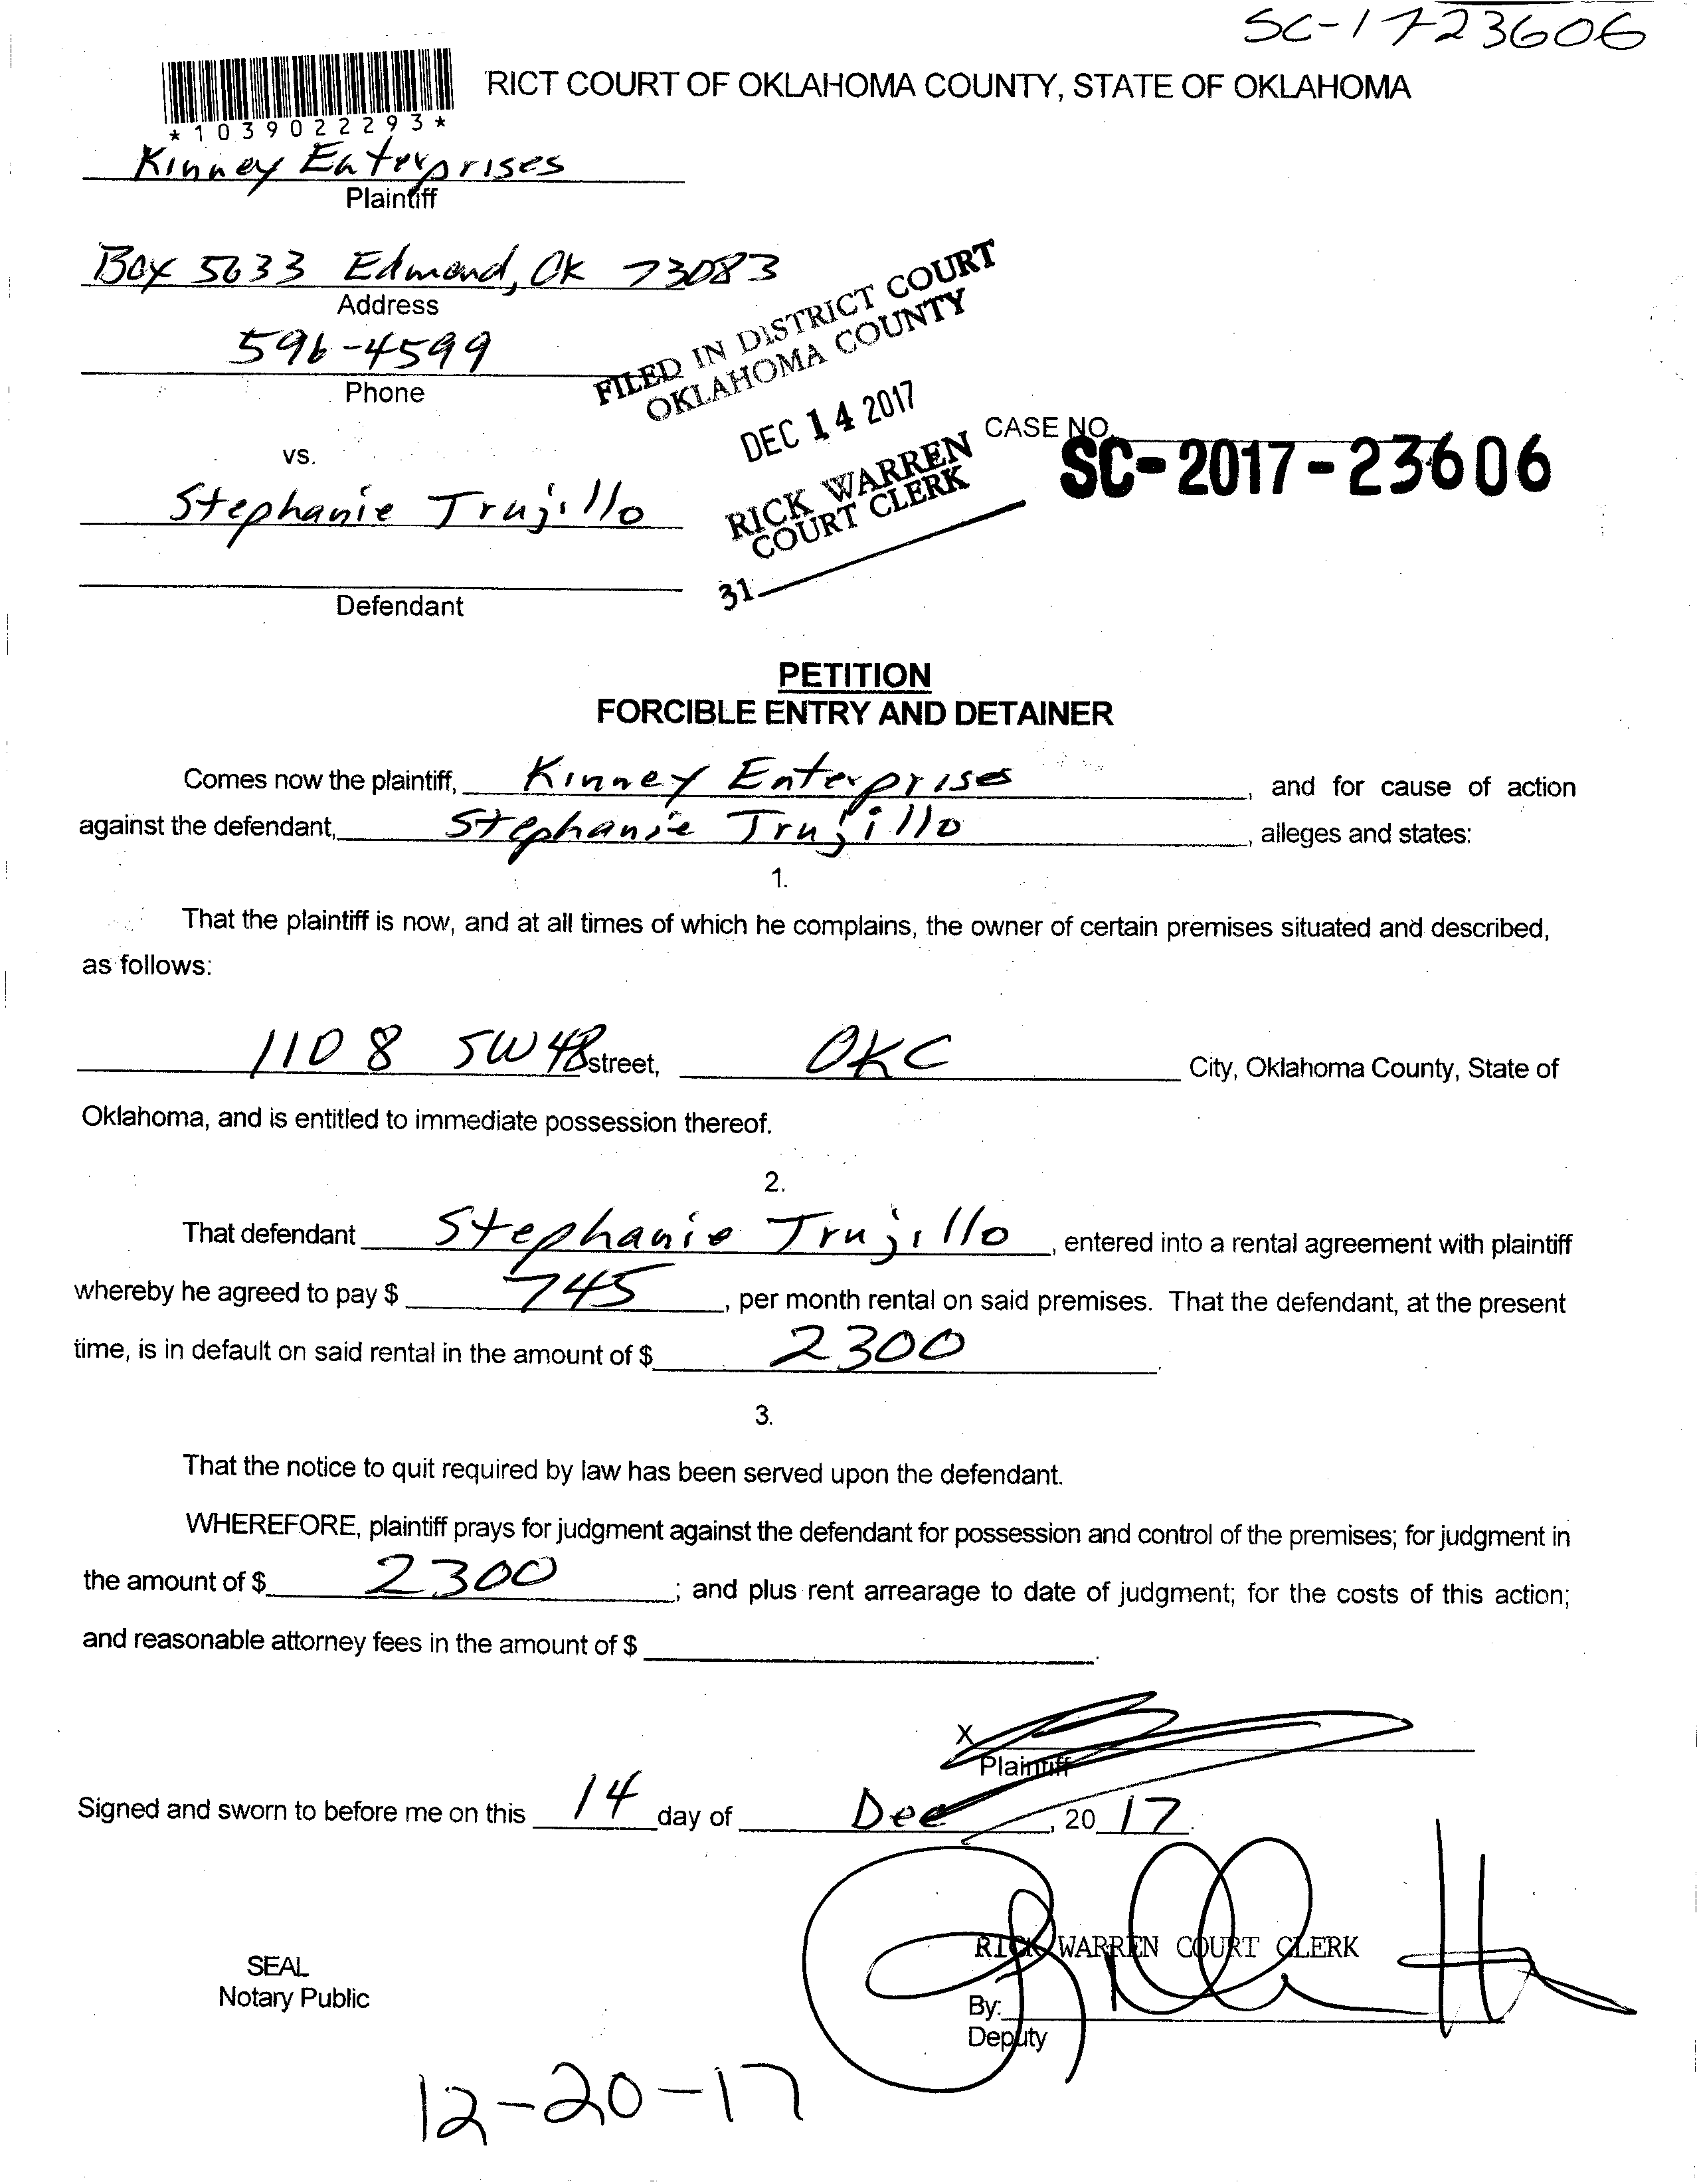 SC-1723606
RICT COURT OF OKLAHOMA COUNTY, STATE OF OKLAHOMA
*1039022293*
Kinney Enterprises
Plaintiff
Box 5633 Edmond, OK 73083
Address
596-4599
Phone
FILED IN DISTRICT COURT
OKLAHOMA COUNTY
DEC 14 2017
RICK WARREN
COURT CLERK
31
CASE NO.
SC-2017-23606
vs.
Stephanie Trujillo
Defendant
PETITION
FORCIBLE ENTRY AND DETAINER
Comes now the plaintiff, Kinney Enterprises, and for cause of action
against the defendant, Stephanie Trujillo, alleges and states:
1.
That the plaintiff is now, and at all times of which he complains, the owner of certain premises situated and described,
as follows:
1108 SW 48 street, OKC City, Oklahoma County, State of
Oklahoma, and is entitled to immediate possession thereof.
2.
That defendant Stephanie Trujillo, entered into a rental agreement with plaintiff
whereby he agreed to pay $ 745, per month rental on said premises. That the defendant, at the present
time, is in default on said rental in the amount of $ 2300.
3.
That the notice to quit required by law has been served upon the defendant.
WHEREFORE, plaintiff prays for judgment against the defendant for possession and control of the premises; for judgment in
the amount of $ 2300; and plus rent arrearage to date of judgment; for the costs of this action;
and reasonable attorney fees in the amount of $ .
X
Plaintiff
Signed and sworn to before me on this 14 day of Dec, 2017.
RICK WARREN COURT CLERK
SEAL
Notary Public
By:
Deputy
12-20-17